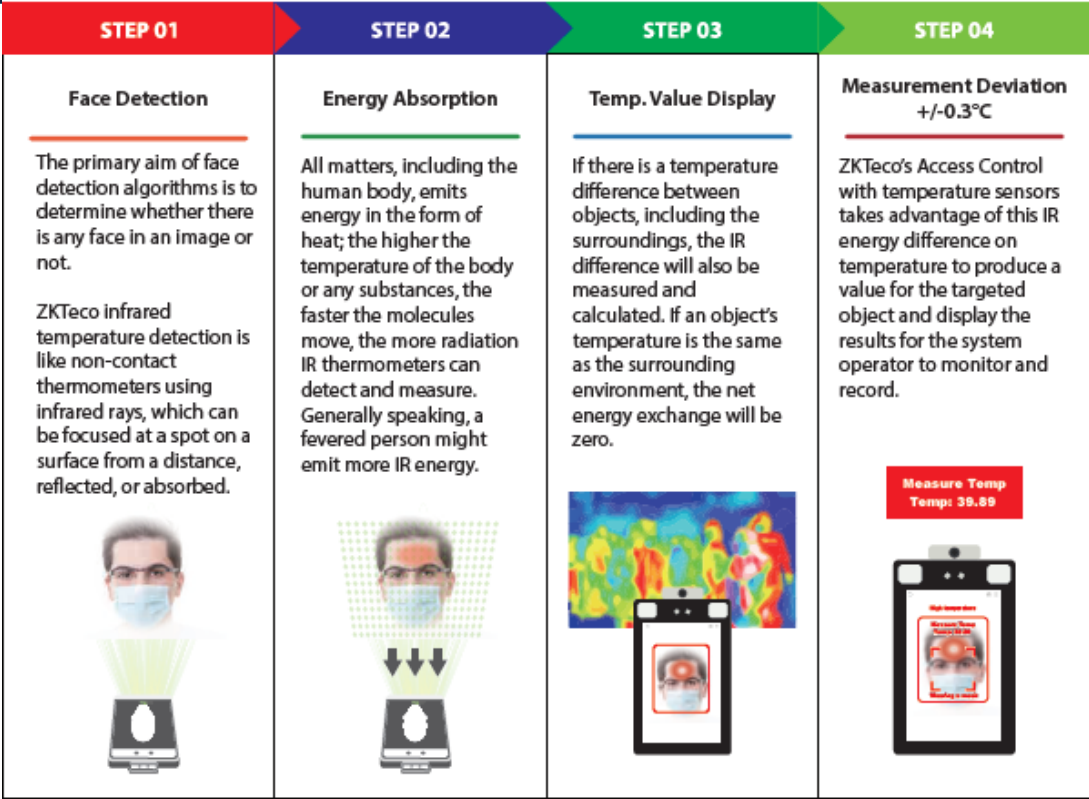 STEP 01
STEP 02
STEP 03
STEP 04
Face Detection
The primary aim of face
detection algorithms is to
determine whether there
is any face in an image or
not.
ZKTeco infrared
temperature detection is
like non-contact
thermometers using
infrared rays, which can
be focused at a spot on a
surface from a distance,
reflected, or absorbed.
Energy Absorption
All matters, including the
human body, emits
energy in the form of
heat; the higher the
temperature of the body
or any substances, the
faster the molecules
move, the more radiation
IR thermometers can
detect and measure.
Generally speaking, a
fevered person might
emit more IR energy.
Temp. Value Display
If there is a temperature
difference between
objects, including the
surroundings, the IR
difference will also be
measured and
calculated. If an object's
temperature is the same
as the surrounding
environment, the net
energy exchange will be
zero.
Measurement Deviation
+/-0.3°C
ZKTeco's Access Control
with temperature sensors
takes advantage of this IR
energy difference on
temperature to produce a
value for the targeted
object and display the
results for the system
operator to monitor and
record.
Measure Temp
Temp: 39.89
High temperature